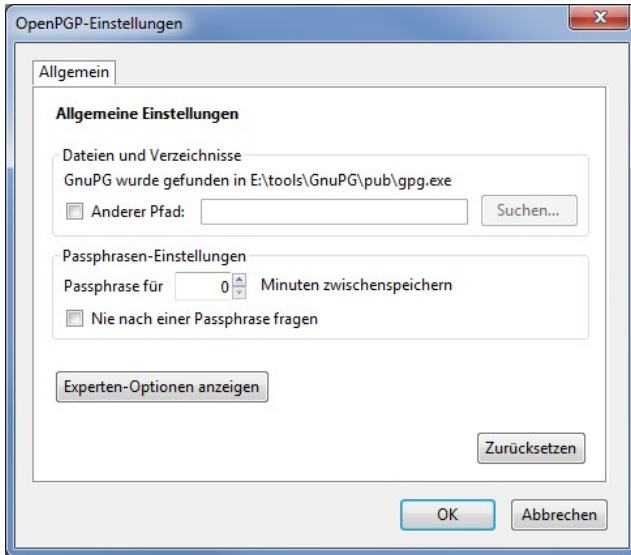 OpenPGP-Einstellungen
Allgemein
Allgemeine Einstellungen
Dateien und Verzeichnisse
GnuPG wurde gefunden in E:\tools\GnuPG\pub\gpg.exe
Anderer Pfad: Suchen...
Passphrasen-Einstellungen
Passphrase für 0 Minuten zwischenspeichern
Nie nach einer Passphrase fragen
Experten-Optionen anzeigen
Zurücksetzen
OK Abbrechen